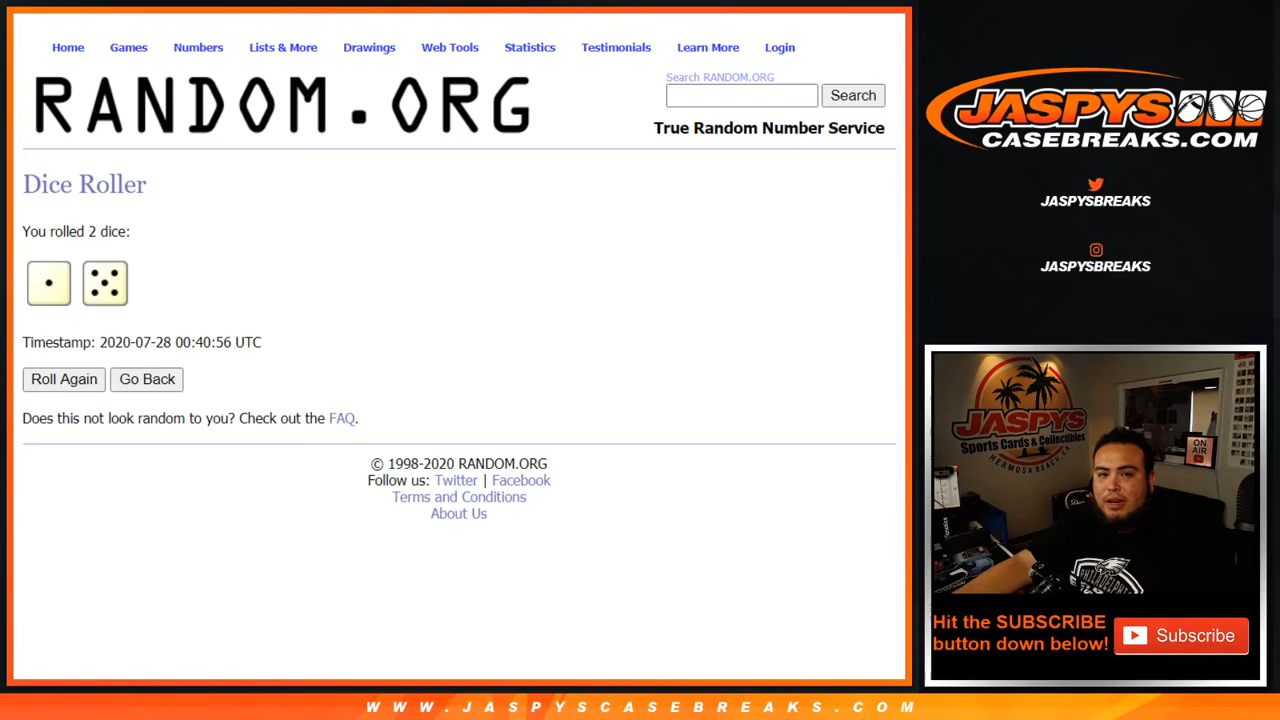 Home Games Numbers Lists & More Drawings Web Tools Statistics Testimonials Learn More Login
RANDOM.ORG
Search RANDOM.ORG
Search
True Random Number Service
Dice Roller
You rolled 2 dice:
Timestamp: 2020-07-28 00:40:56 UTC
Roll Again Go Back
Does this not look random to you? Check out the FAQ.
© 1998-2020 RANDOM.ORG
Follow us: Twitter | Facebook
Terms and Conditions
About Us
JASPYS
CASEBREAKS.COM
JASPYSBREAKS
JASPYSBREAKS
JASPYS
Sports Cards & Collectibles
HERMOSA BEACH, CA
ON
AIR
Hit the SUBSCRIBE
button down below!
Subscribe
WWW.JASPYSCASEBREAKS.COM